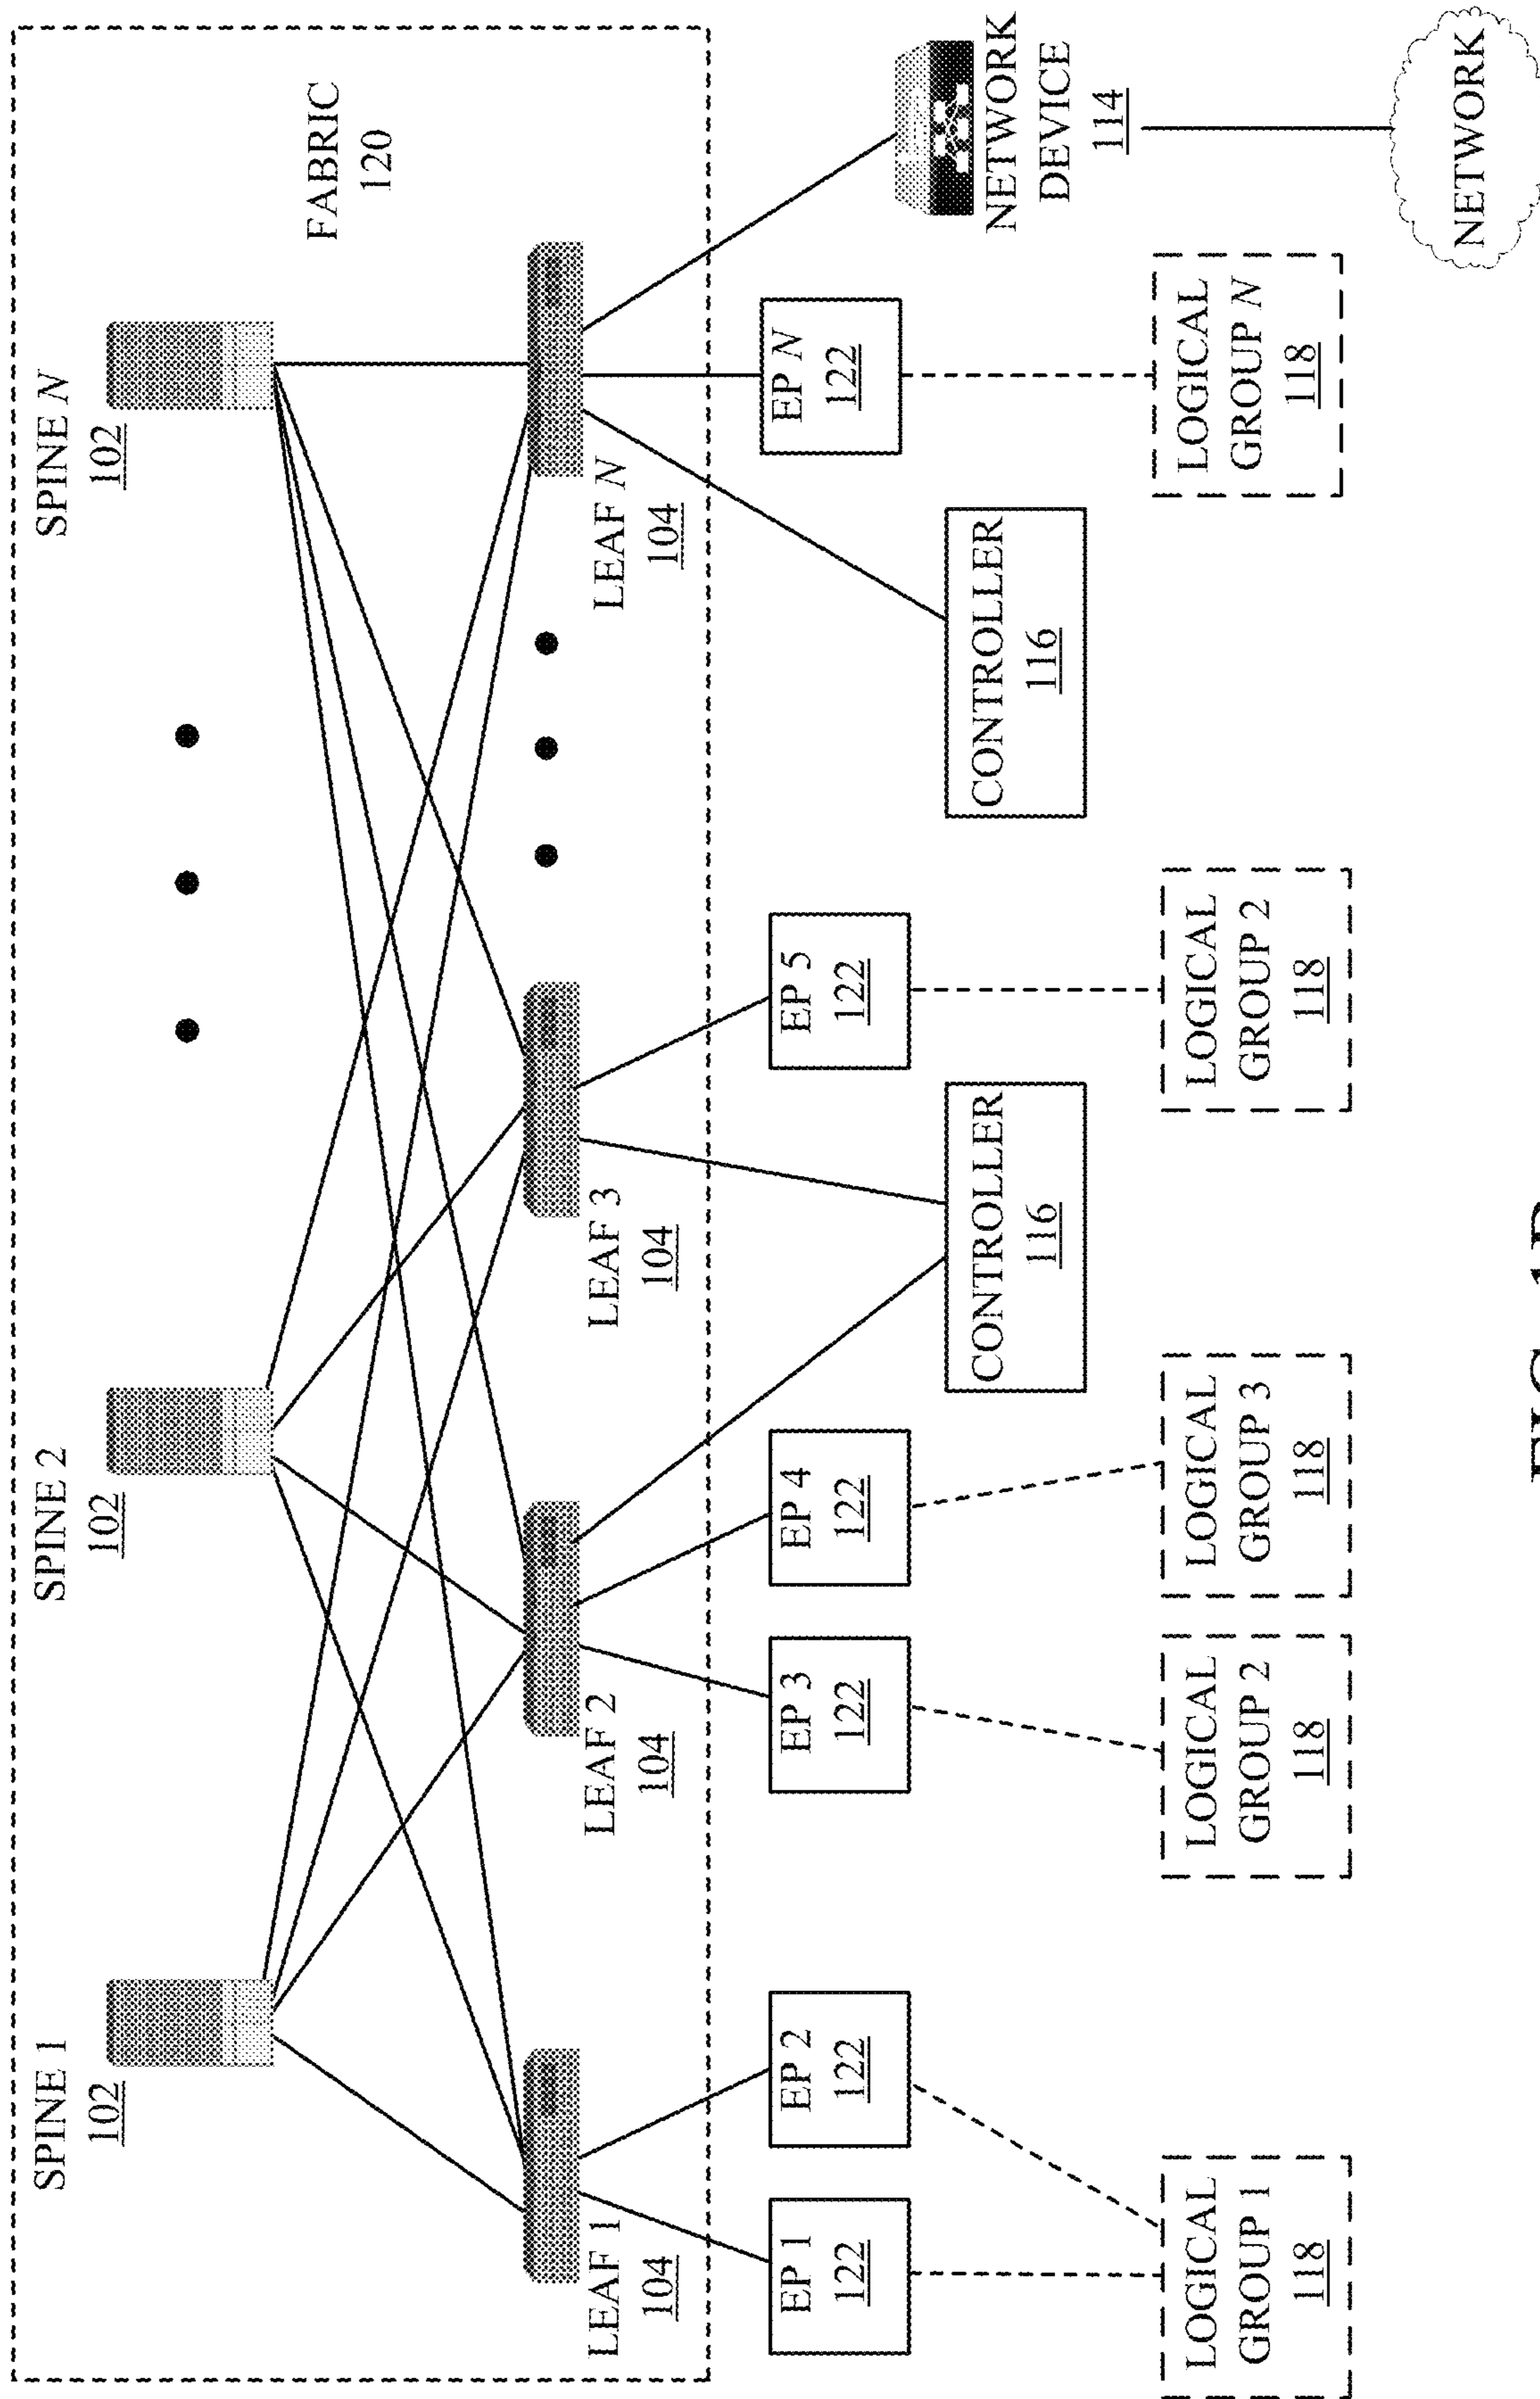 SPINE 1
102
SPINE 2
102
SPINE N
102
FABRIC
120
LEAF 1
104
LEAF 2
104
LEAF 3
104
LEAF N
104
EP 1
122
EP 2
122
EP 3
122
EP 4
122
EP 5
122
EP N
122
CONTROLLER
116
CONTROLLER
116
NETWORK
DEVICE
114
LOGICAL
GROUP 1
118
LOGICAL
GROUP 2
118
LOGICAL
GROUP 3
118
LOGICAL
GROUP 2
118
LOGICAL
GROUP N
118
NETWORK